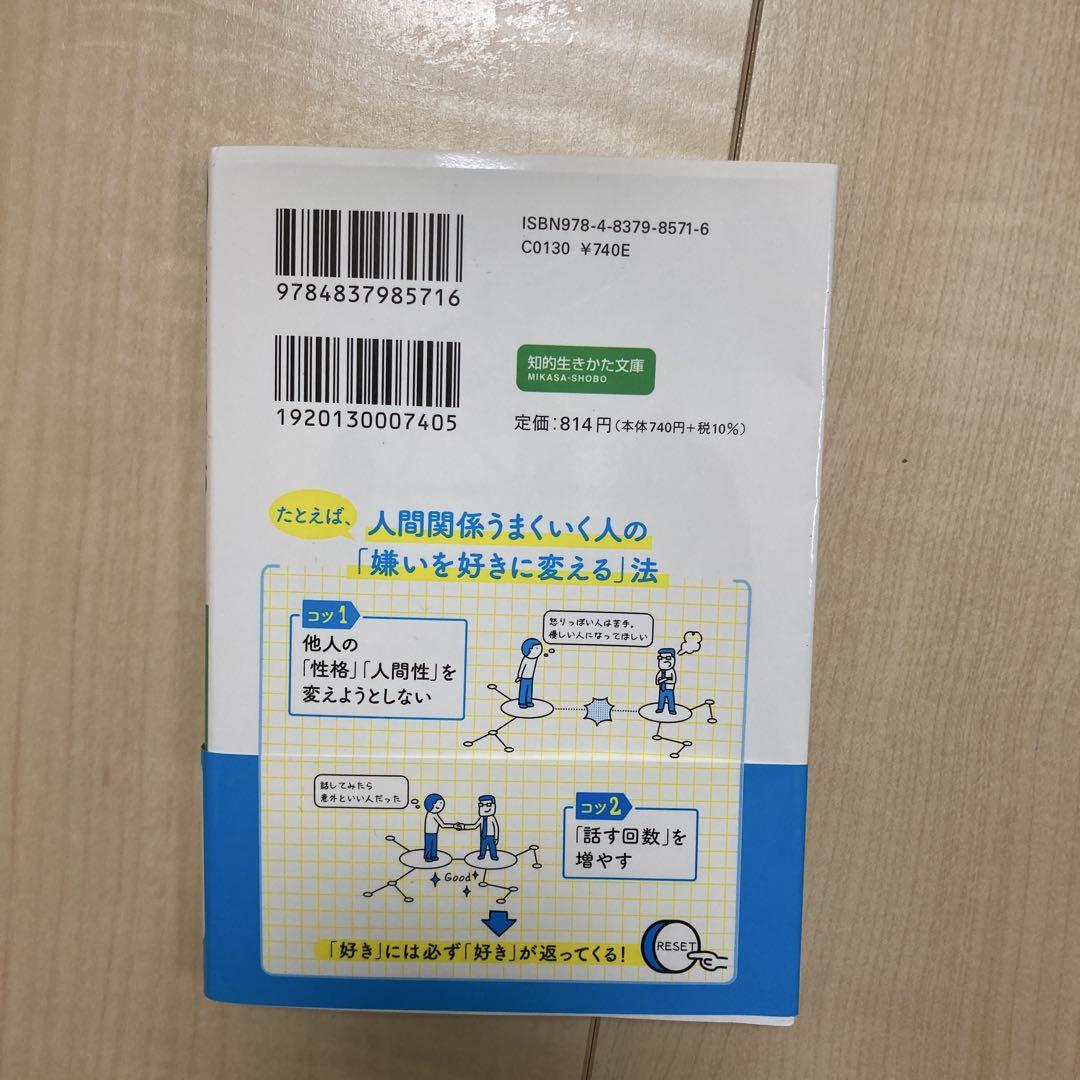 ISBN978-4-8379-8571-6
C0130 ¥740E
9784837985716
知的生きかた文庫
MIKASA-SHOBO
1920130007405
定価:814円(本体740円+税10%)
たとえば、
人間関係うまくいく人の
「嫌いを好きに変える」法
コツ1
他人の
「性格」「人間性」を
変えようとしない
怒りっぽい人は苦手。
優しい人になってほしい
話してみたら
意外といい人だった
Good
コツ2
「話す回数」を
増やす
「好き」には必ず「好き」が返ってくる!
RESET